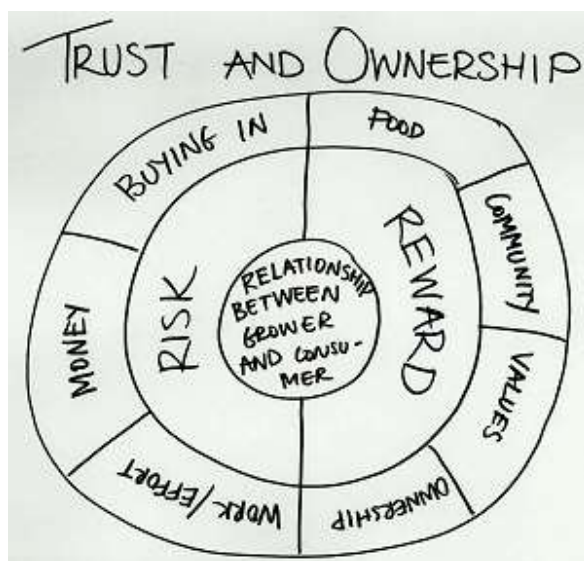 TRUST AND OWNERSHIP
BUYING IN
FOOD
COMMUNITY
VALUES
OWNERSHIP
WORK/EFFORT
MONEY
RISK
REWARD
RELATIONSHIP
BETWEEN
GROWER
AND CONSU-
MER